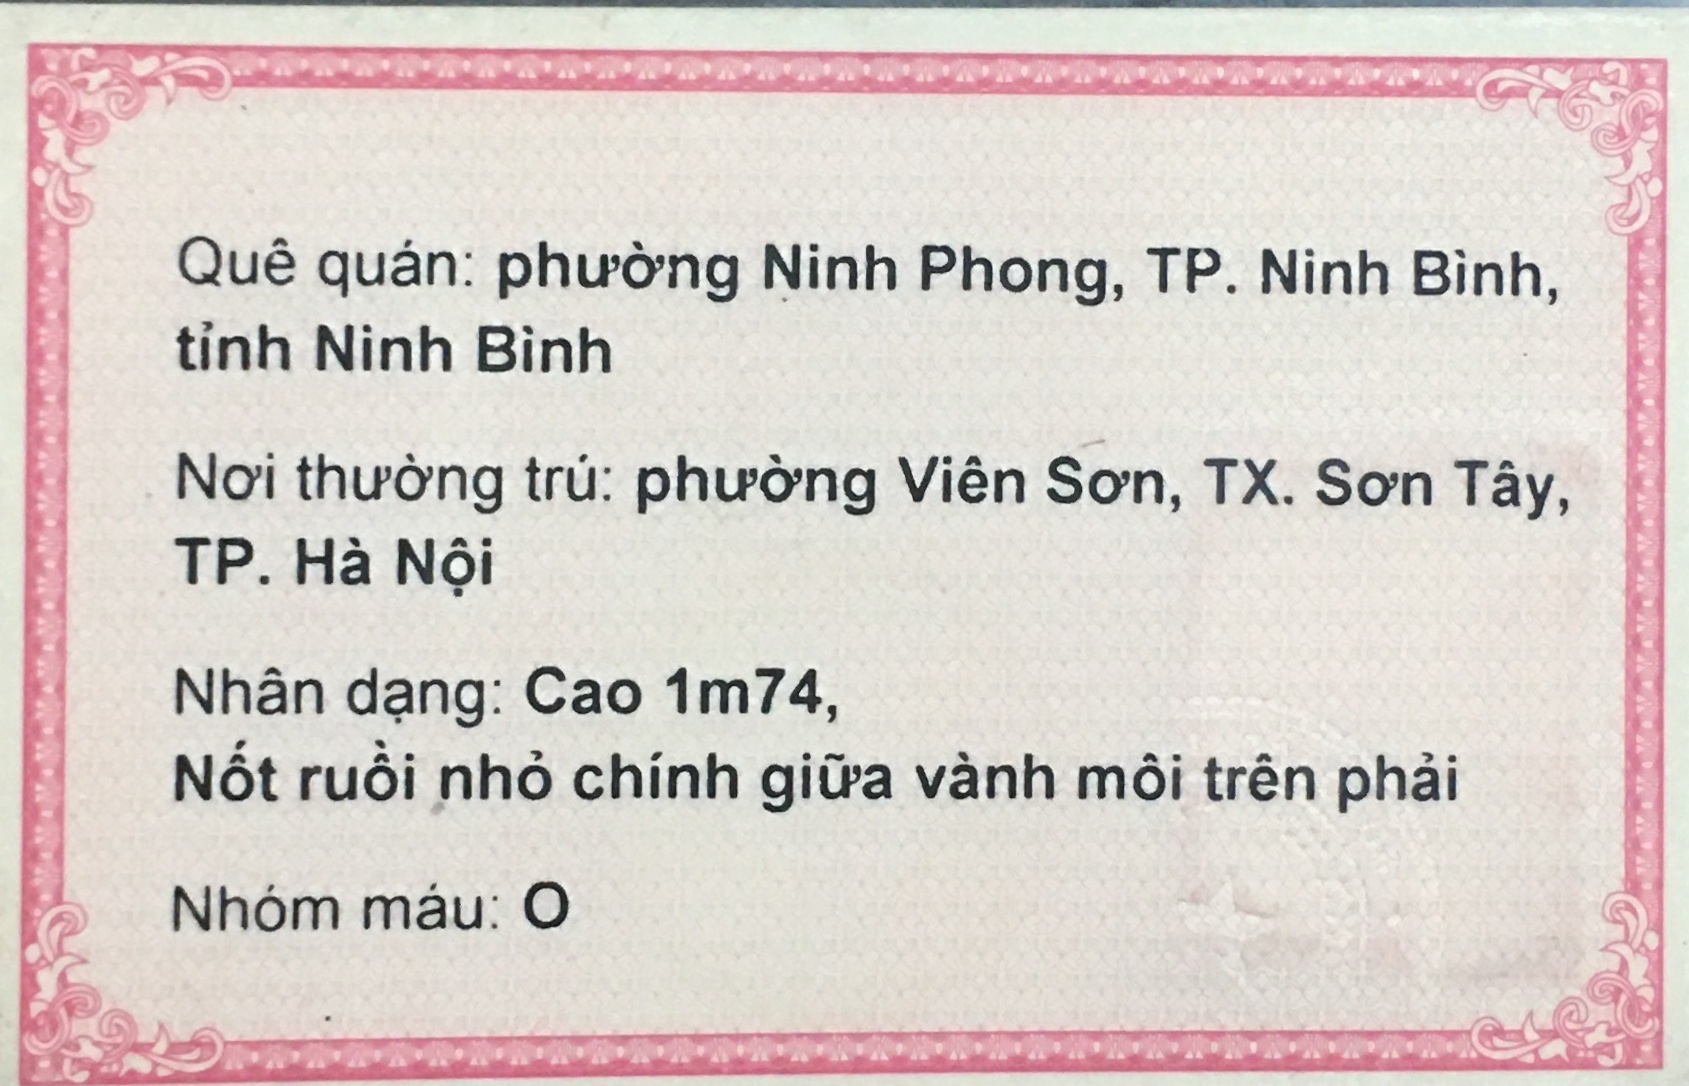 Quê quán: phường Ninh Phong, TP. Ninh Bình,
tỉnh Ninh Bình
Nơi thường trú: phường Viên Sơn, TX. Sơn Tây,
TP. Hà Nội
Nhân dạng: Cao 1m74,
Nốt ruồi nhỏ chính giữa vành môi trên phải
Nhóm máu: O